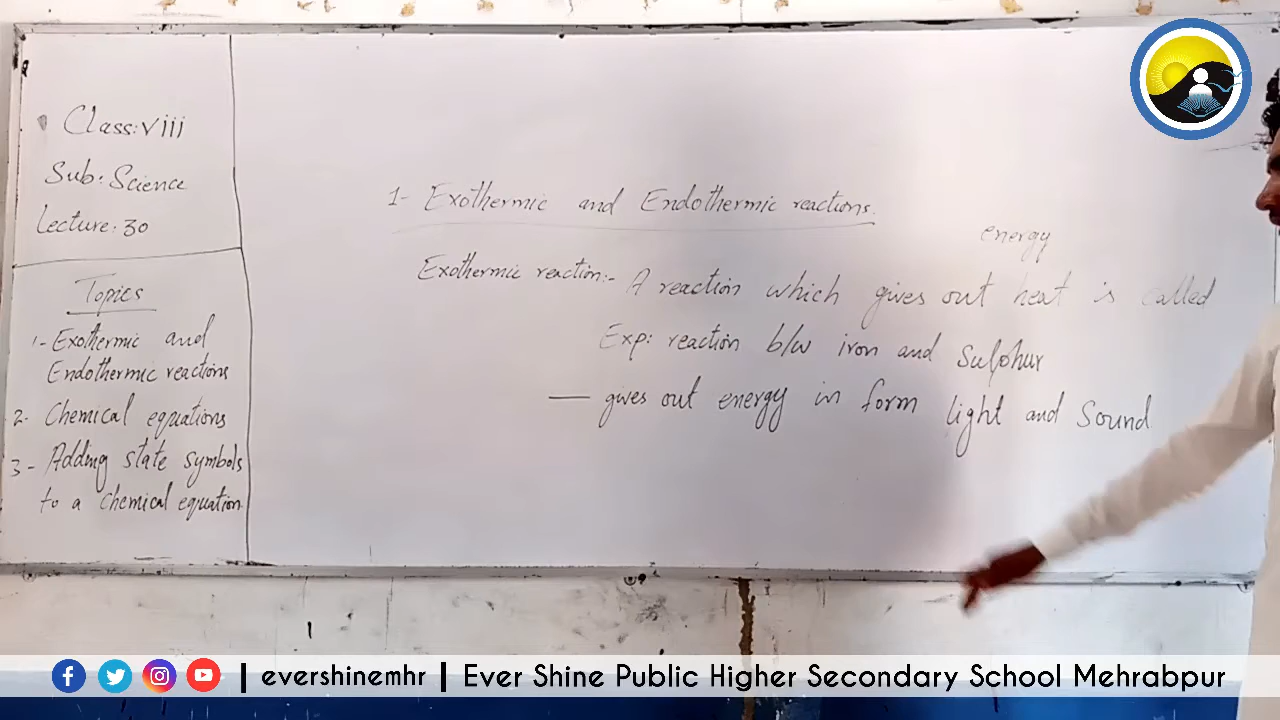 Class: viii
Sub: Science
Lecture: 30
Topics
1- Exothermic and
Endothermic reactions
2- Chemical equations
3- Adding state symbols
to a chemical equation
1- Exothermic and Endothermic reactions.
energy
Exothermic reaction:- A reaction which gives out heat is called
Exp: reaction b/w iron and Sulphur
— gives out energy in form light and Sound
| evershinemhr | Ever Shine Public Higher Secondary School Mehrabpur